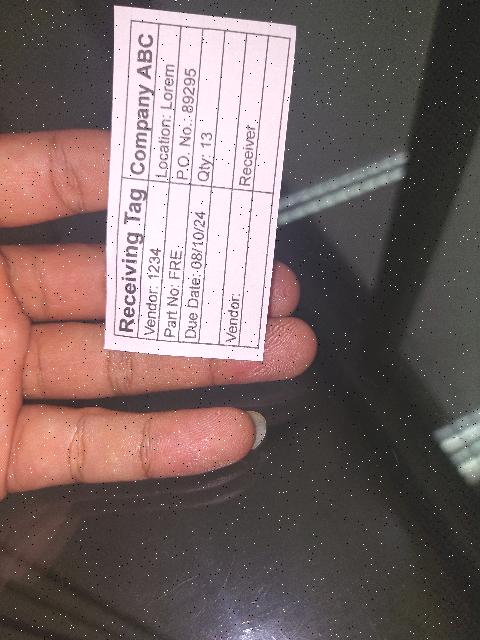 Receiving Tag Company ABC
Vendor: 1234 Location: Lorem
Part No: FRE P.O. No.: 89295
Due Date: 08/10/24 Qty: 13
Vendor: Receiver